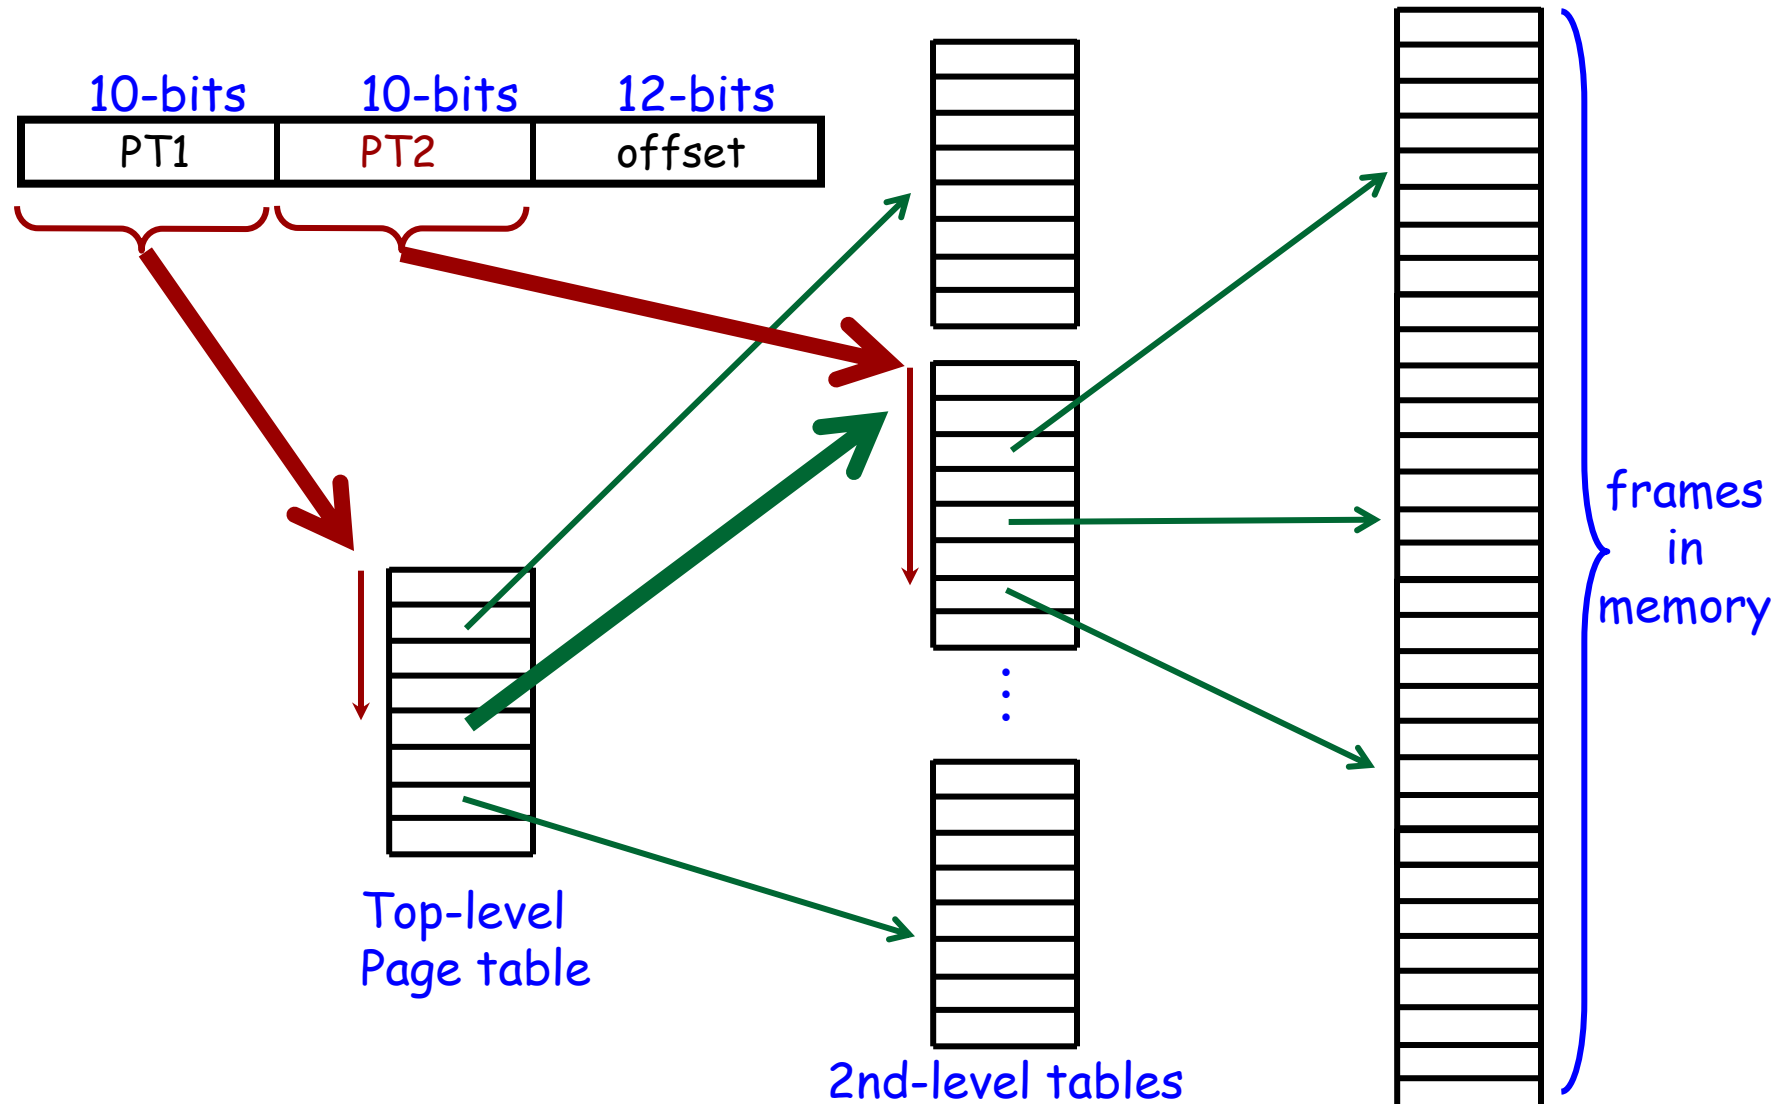 10-bits 10-bits 12-bits
PT1 PT2 offset
frames
in
memory
Top-level
Page table
2nd-level tables